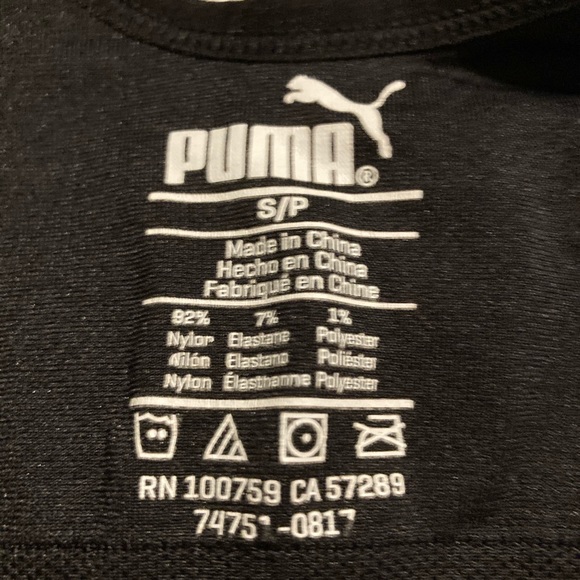 PUMA®
S/P
Made in China
Hecho en China
Fabriqué en Chine
92% 7% 1%
Nylon Elastane Polyester
Nilón Elastano Poliéster
Nylon Élasthanne Polyester
RN 100759 CA 57289
74751-0817